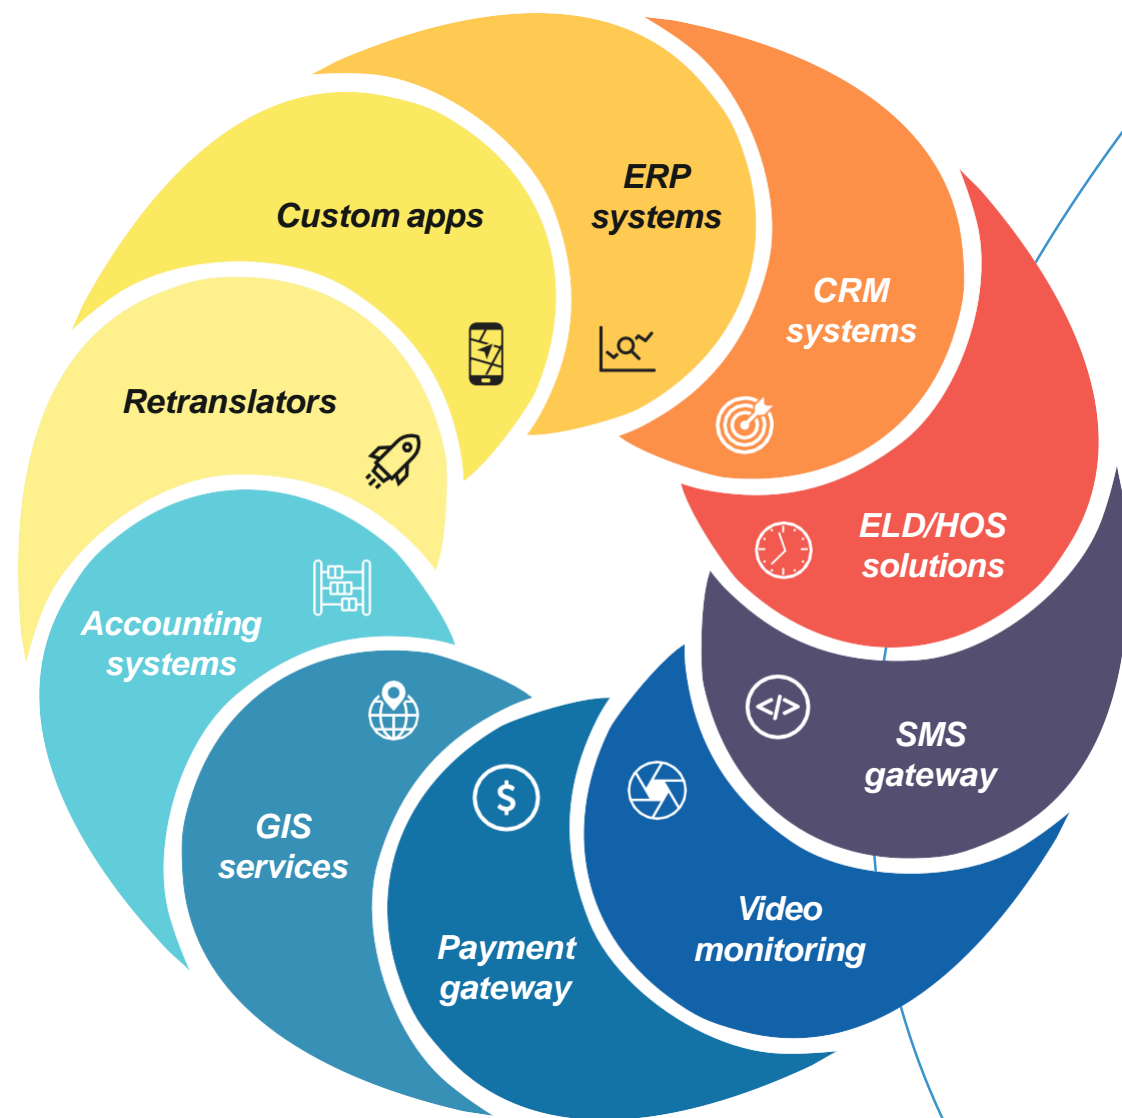 ERP
systems
CRM
systems
ELD/HOS
solutions
SMS
gateway
Video
monitoring
Payment
gateway
GIS
services
Accounting
systems
Retranslators
Custom apps
$
</>